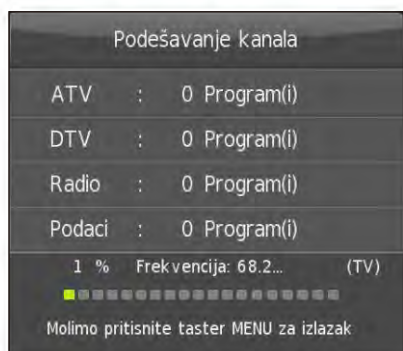 Podešavanje kanala
ATV : 0 Program(i)
DTV : 0 Program(i)
Radio : 0 Program(i)
Podaci : 0 Program(i)
1 % Frekvencija: 68.2... (TV)
Molimo pritisnite taster MENU za izlazak